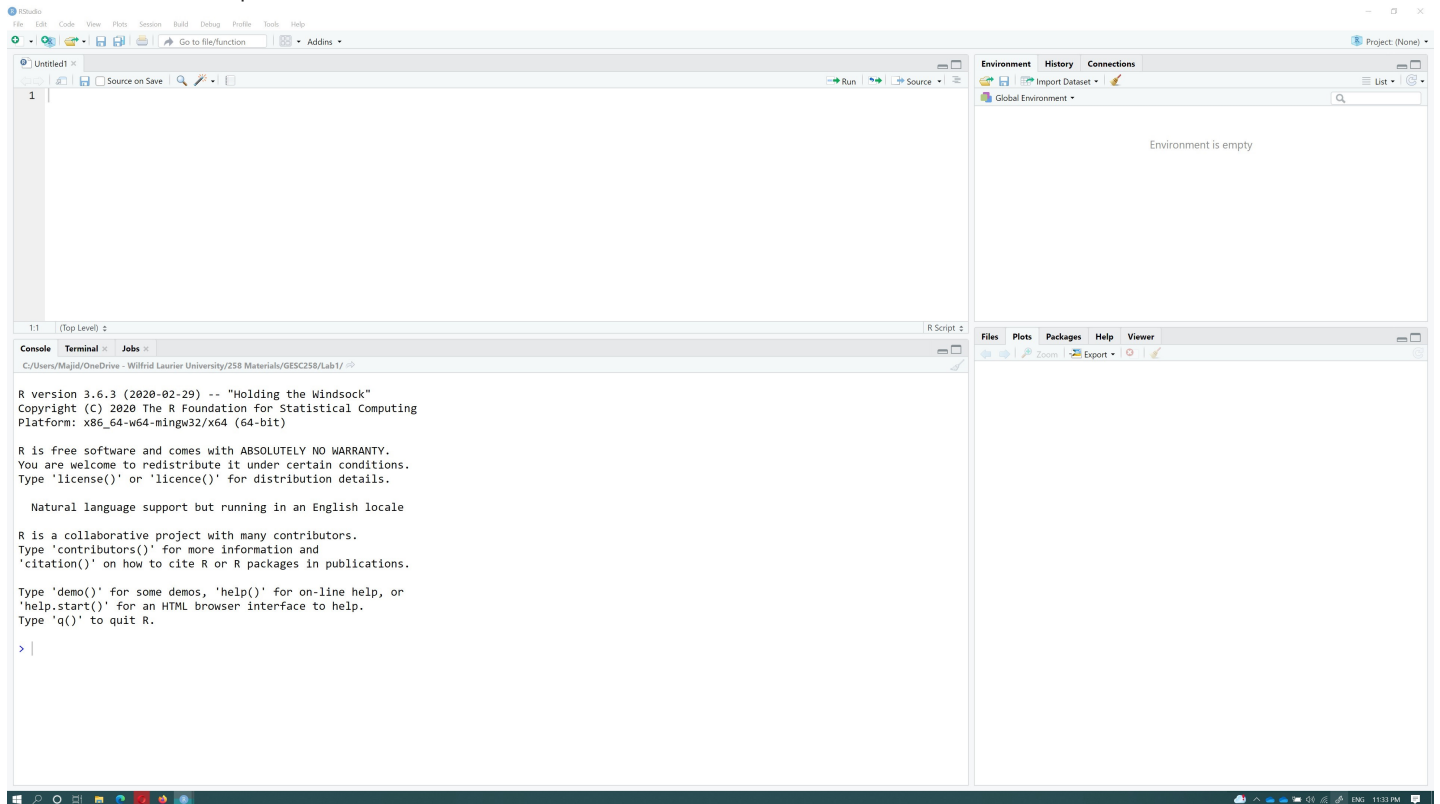 RStudio
File Edit Code View Plots Session Build Debug Profile Tools Help
Go to file/function Addins Project: (None)
Untitled1
Source on Save Run Source
1
1:1 (Top Level) R Script
Console Terminal Jobs
C:/Users/Majid/OneDrive - Wilfrid Laurier University/258 Materials/GESC258/Lab1/
R version 3.6.3 (2020-02-29) -- "Holding the Windsock"
Copyright (C) 2020 The R Foundation for Statistical Computing
Platform: x86_64-w64-mingw32/x64 (64-bit)
R is free software and comes with ABSOLUTELY NO WARRANTY.
You are welcome to redistribute it under certain conditions.
Type 'license()' or 'licence()' for distribution details.
Natural language support but running in an English locale
R is a collaborative project with many contributors.
Type 'contributors()' for more information and
'citation()' on how to cite R or R packages in publications.
Type 'demo()' for some demos, 'help()' for on-line help, or
'help.start()' for an HTML browser interface to help.
Type 'q()' to quit R.
>
Environment History Connections
Import Dataset List
Global Environment
Environment is empty
Files Plots Packages Help Viewer
Zoom Export
ENG 11:33 PM